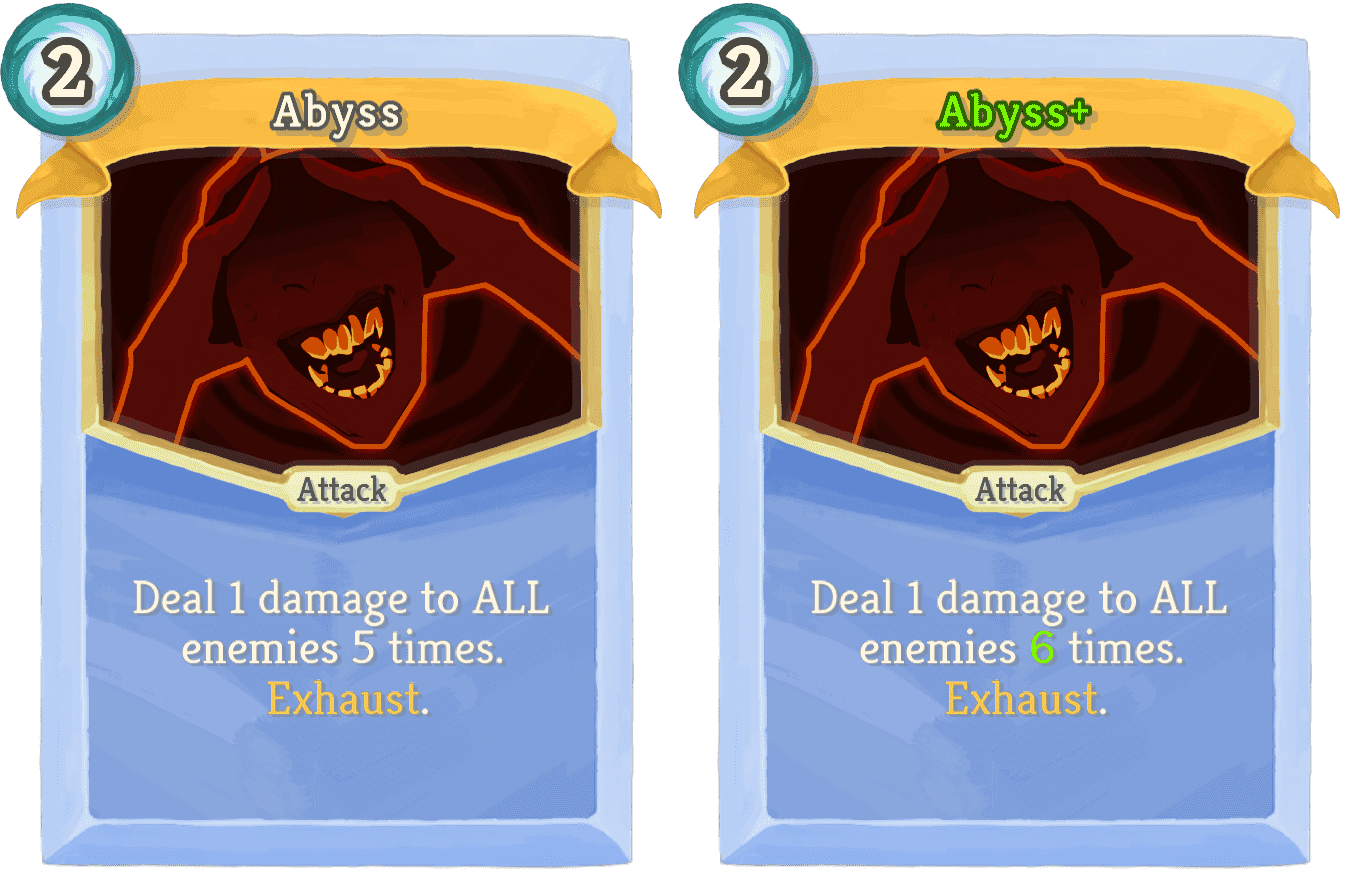 2
Abyss
Attack
Deal 1 damage to ALL
enemies 5 times.
Exhaust.
2
Abyss+
Attack
Deal 1 damage to ALL
enemies 6 times.
Exhaust.